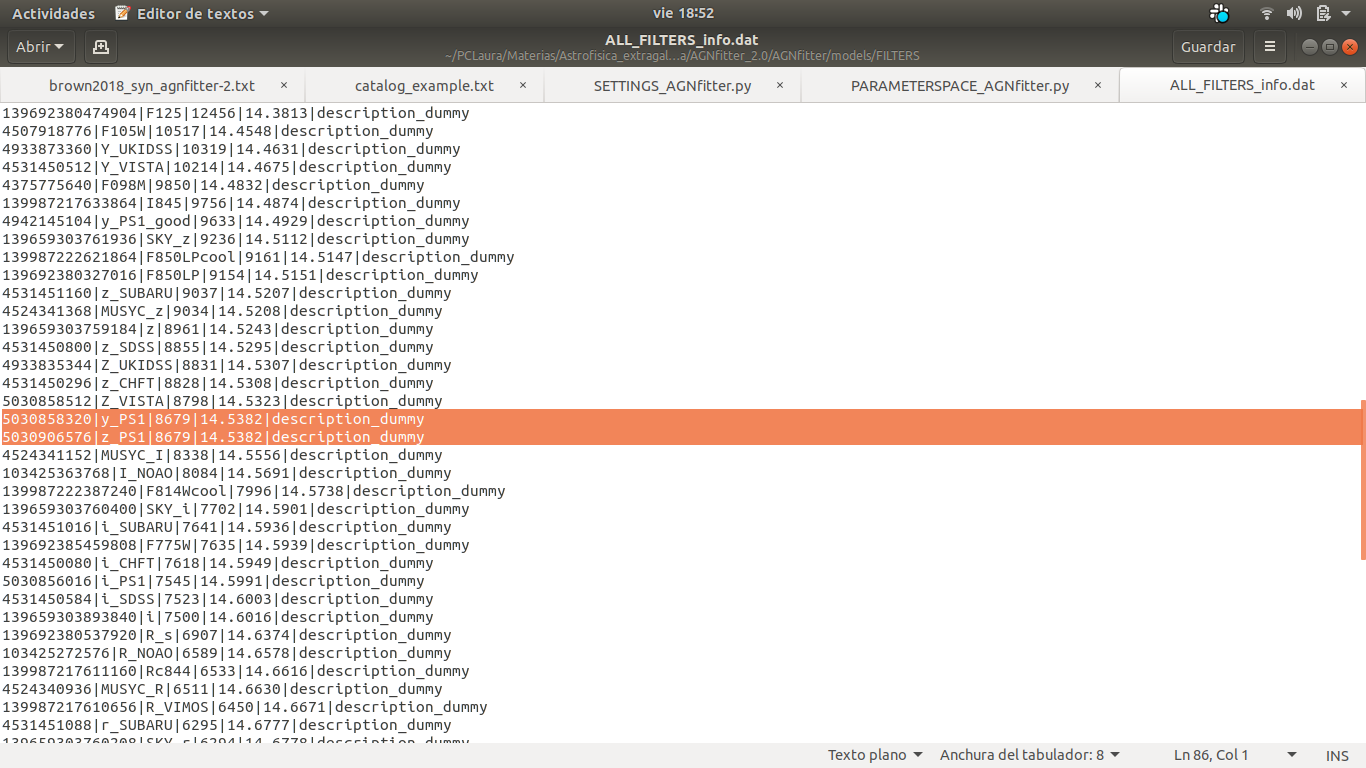 Actividades Editor de textos vie 18:52
Abrir ALL_FILTERS_info.dat Guardar
~/PCLaura/Materias/Astrofisica_extragal…a/AGNfitter_2.0/AGNfitter/models/FILTERS
brown2018_syn_agnfitter-2.txt × catalog_example.txt × SETTINGS_AGNfitter.py × PARAMETERSPACE_AGNfitter.py × ALL_FILTERS_info.dat ×
139692380474904|F125|12456|14.3813|description_dummy
4507918776|F105W|10517|14.4548|description_dummy
4933873360|Y_UKIDSS|10319|14.4631|description_dummy
4531450512|Y_VISTA|10214|14.4675|description_dummy
4375775640|F098M|9850|14.4832|description_dummy
139987217633864|I845|9756|14.4874|description_dummy
4942145104|y_PS1_good|9633|14.4929|description_dummy
139659303761936|SKY_z|9236|14.5112|description_dummy
139987222621864|F850LPcool|9161|14.5147|description_dummy
139692380327016|F850LP|9154|14.5151|description_dummy
4531451160|z_SUBARU|9037|14.5207|description_dummy
4524341368|MUSYC_z|9034|14.5208|description_dummy
139659303759184|z|8961|14.5243|description_dummy
4531450800|z_SDSS|8855|14.5295|description_dummy
4933835344|Z_UKIDSS|8831|14.5307|description_dummy
4531450296|z_CHFT|8828|14.5308|description_dummy
5030858512|Z_VISTA|8798|14.5323|description_dummy
5030858320|y_PS1|8679|14.5382|description_dummy
5030906576|z_PS1|8679|14.5382|description_dummy
4524341152|MUSYC_I|8338|14.5556|description_dummy
103425363768|I_NOAO|8084|14.5691|description_dummy
139987222387240|F814Wcool|7996|14.5738|description_dummy
139659303760400|SKY_i|7702|14.5901|description_dummy
4531451016|i_SUBARU|7641|14.5936|description_dummy
139692385459808|F775W|7635|14.5939|description_dummy
4531450080|i_CHFT|7618|14.5949|description_dummy
5030856016|i_PS1|7545|14.5991|description_dummy
4531450584|i_SDSS|7523|14.6003|description_dummy
139659303893840|i|7500|14.6016|description_dummy
139692380537920|R_s|6907|14.6374|description_dummy
103425272576|R_NOAO|6589|14.6578|description_dummy
139987217611160|Rc844|6533|14.6616|description_dummy
4524340936|MUSYC_R|6511|14.6630|description_dummy
139987217610656|R_VIMOS|6450|14.6671|description_dummy
4531451088|r_SUBARU|6295|14.6777|description_dummy
139659303760208|SKY_r|6294|14.6778|description_dummy
Texto plano Anchura del tabulador: 8 Ln 86, Col 1 INS